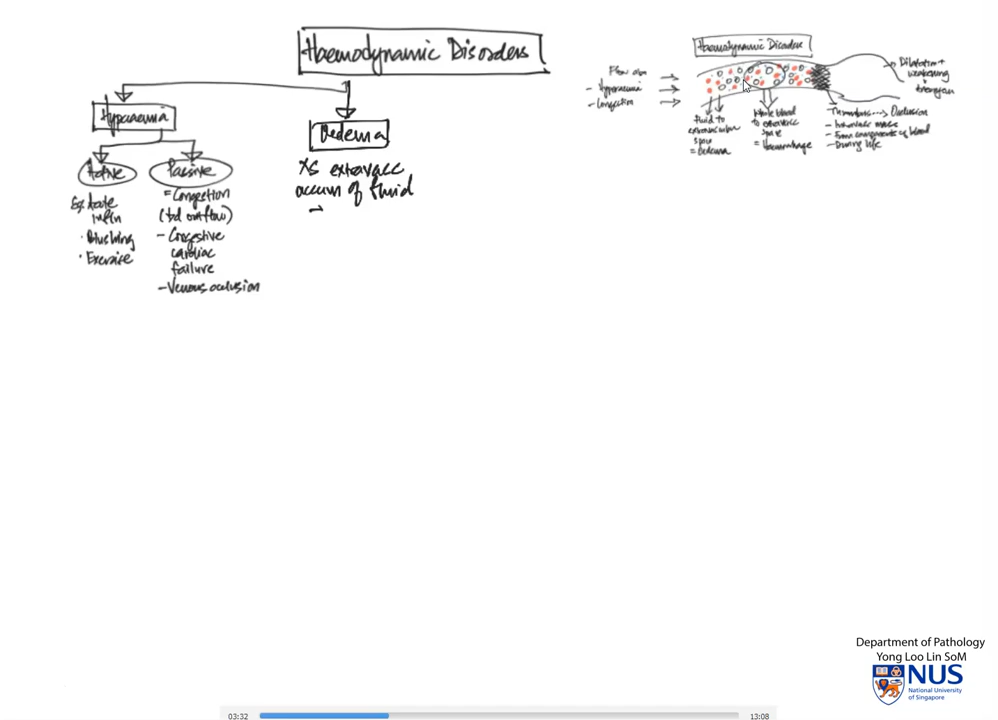 Haemodynamic Disorders
Hyperaemia
Active
Eg Acute
infln
· Blushing
· Exercise
Passive
= Congestion
(↓d outflow)
- Congestive
cardiac
failure
- Venous occlusion
Oedema
XS extravasc
accum of fluid
-
Haemodynamic Disorders
Flow abn
- Hyperaemia
- Congestion
Fluid to
extravascular
space
= Oedema
Whole blood
to extravasc
space
= Haemorrhage
Thrombosis ---> Occlusion
- Intravasc mass
- From components of blood
- During life
Dilatation +
weakening
Department of Pathology
Yong Loo Lin SoM
NUS
National University
of Singapore
03:32
13:08